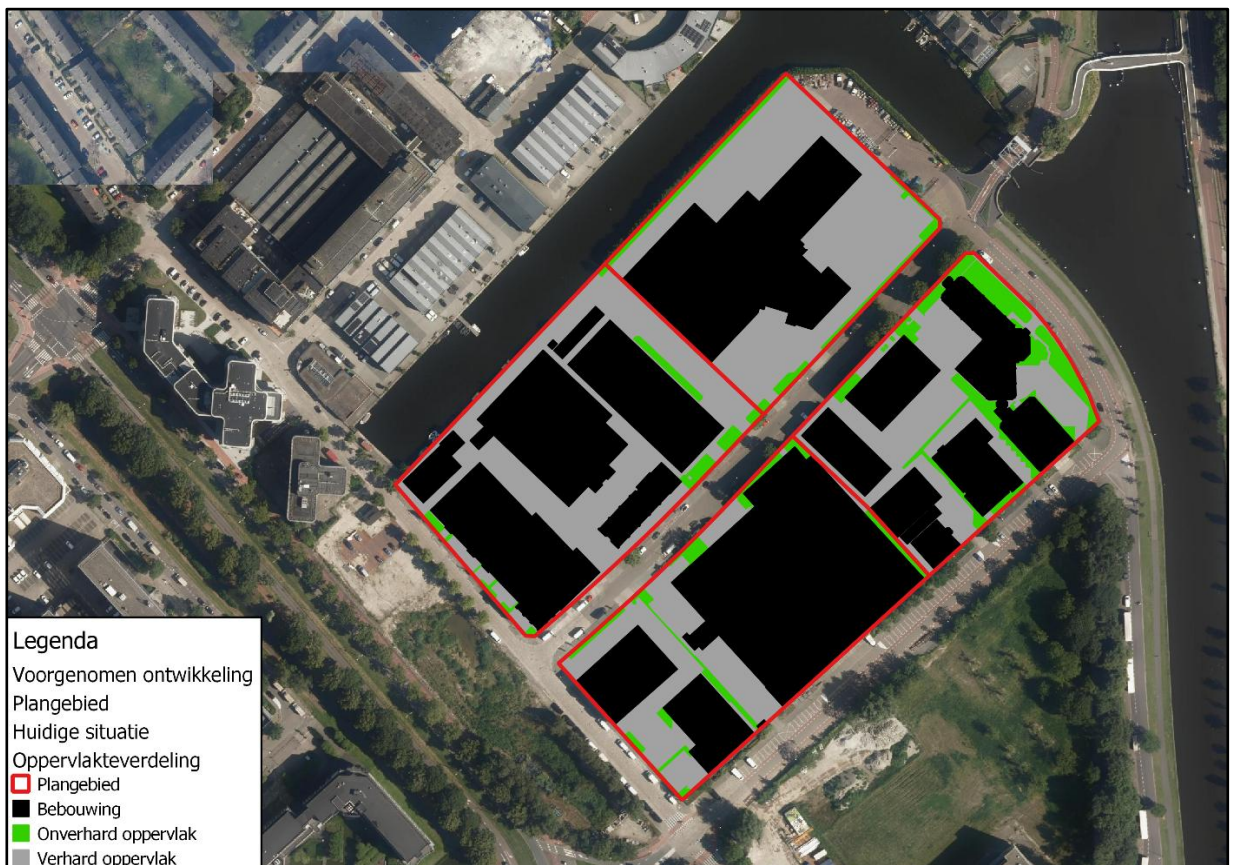 Legenda
Voorgenomen ontwikkeling
Plangebied
Huidige situatie
Oppervlakteverdeling
Plangebied
Bebouwing
Onverhard oppervlak
Verhard oppervlak